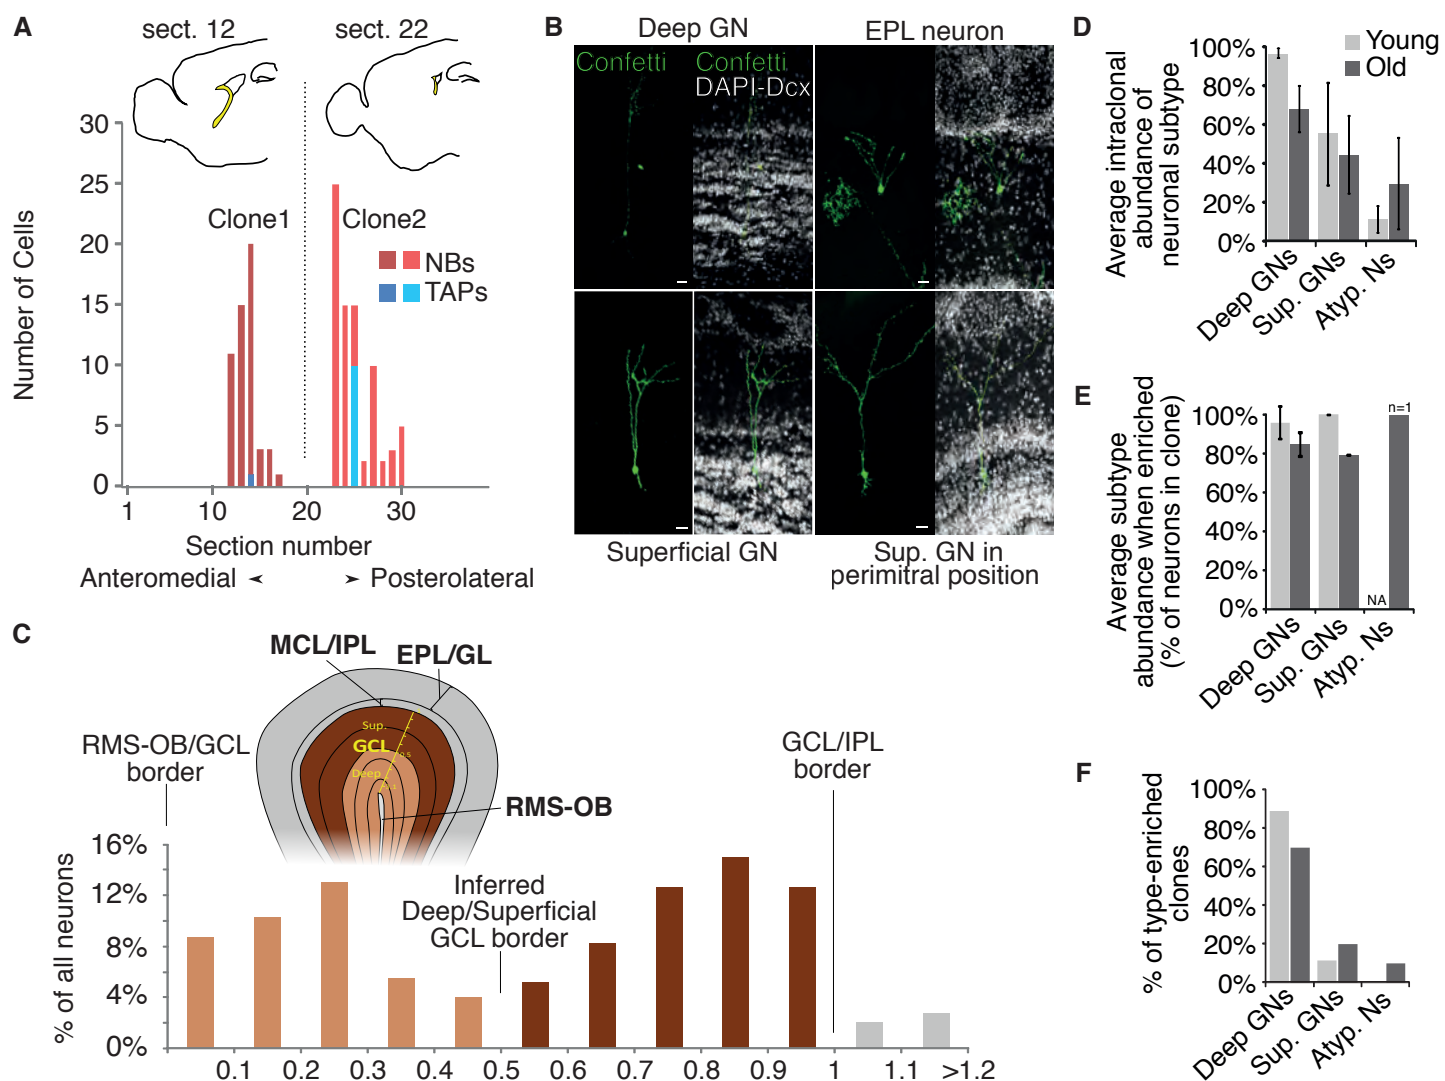 A
sect. 12
sect. 22
Number of Cells
30
25
20
15
10
5
0
Clone1
Clone2
NBs
TAPs
1
10
20
30
Section number
Anteromedial ◄
► Posterolateral
B
Deep GN
EPL neuron
Confetti
Confetti
DAPI-Dcx
Superficial GN
Sup. GN in
perimitral position
C
MCL/IPL
EPL/GL
RMS-OB/GCL
border
Sup.
GCL
0.5
Deep
0.1
RMS-OB
GCL/IPL
border
Inferred
Deep/Superficial
GCL border
% of all neurons
16%
12%
8%
4%
0%
0.1
0.2
0.3
0.4
0.5
0.6
0.7
0.8
0.9
1
1.1
>1.2
D
Average intraclonal
abundance of
neuronal subtype
100%
80%
60%
40%
20%
0%
Young
Old
Deep GNs
Sup. GNs
Atyp. Ns
E
Average subtype
abundance when enriched
(% of neurons in clone)
100%
80%
60%
40%
20%
0%
n=1
NA
Deep GNs
Sup. GNs
Atyp. Ns
F
% of type-enriched
clones
100%
80%
60%
40%
20%
0%
Deep GNs
Sup. GNs
Atyp. Ns